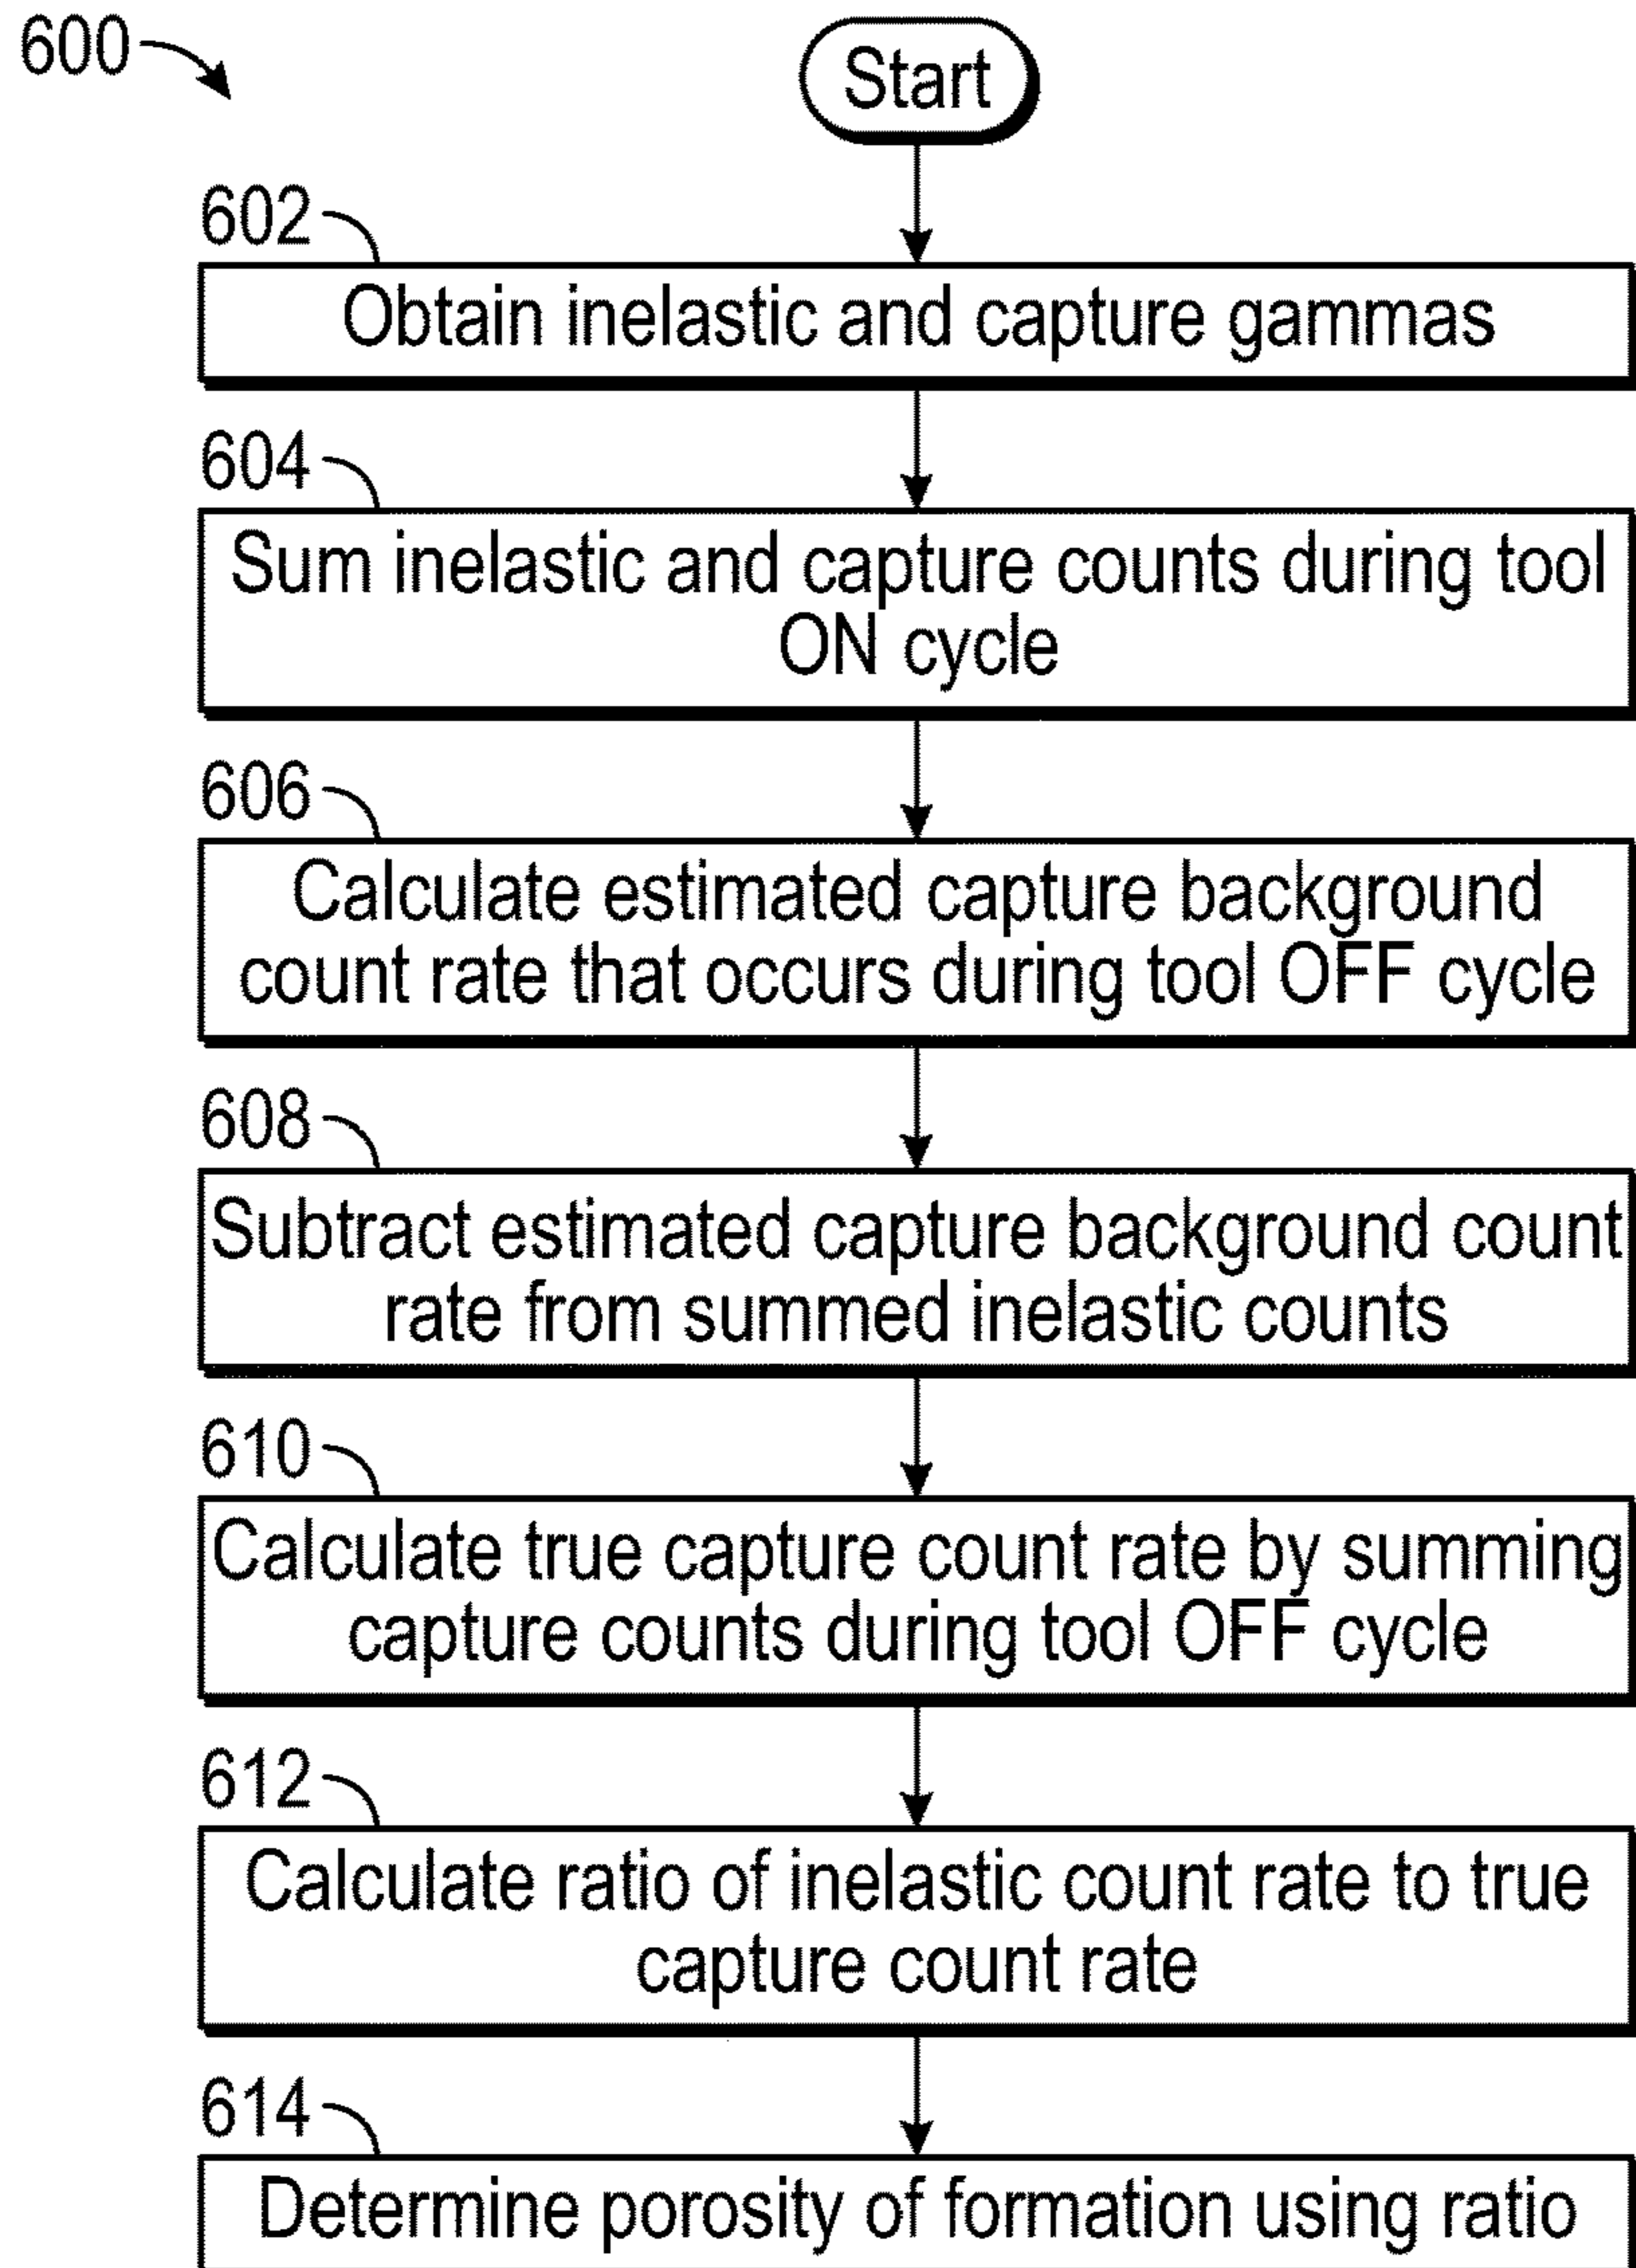 600
Start
602
Obtain inelastic and capture gammas
604
Sum inelastic and capture counts during tool
ON cycle
606
Calculate estimated capture background
count rate that occurs during tool OFF cycle
608
Subtract estimated capture background count
rate from summed inelastic counts
610
Calculate true capture count rate by summing
capture counts during tool OFF cycle
612
Calculate ratio of inelastic count rate to true
capture count rate
614
Determine porosity of formation using ratio